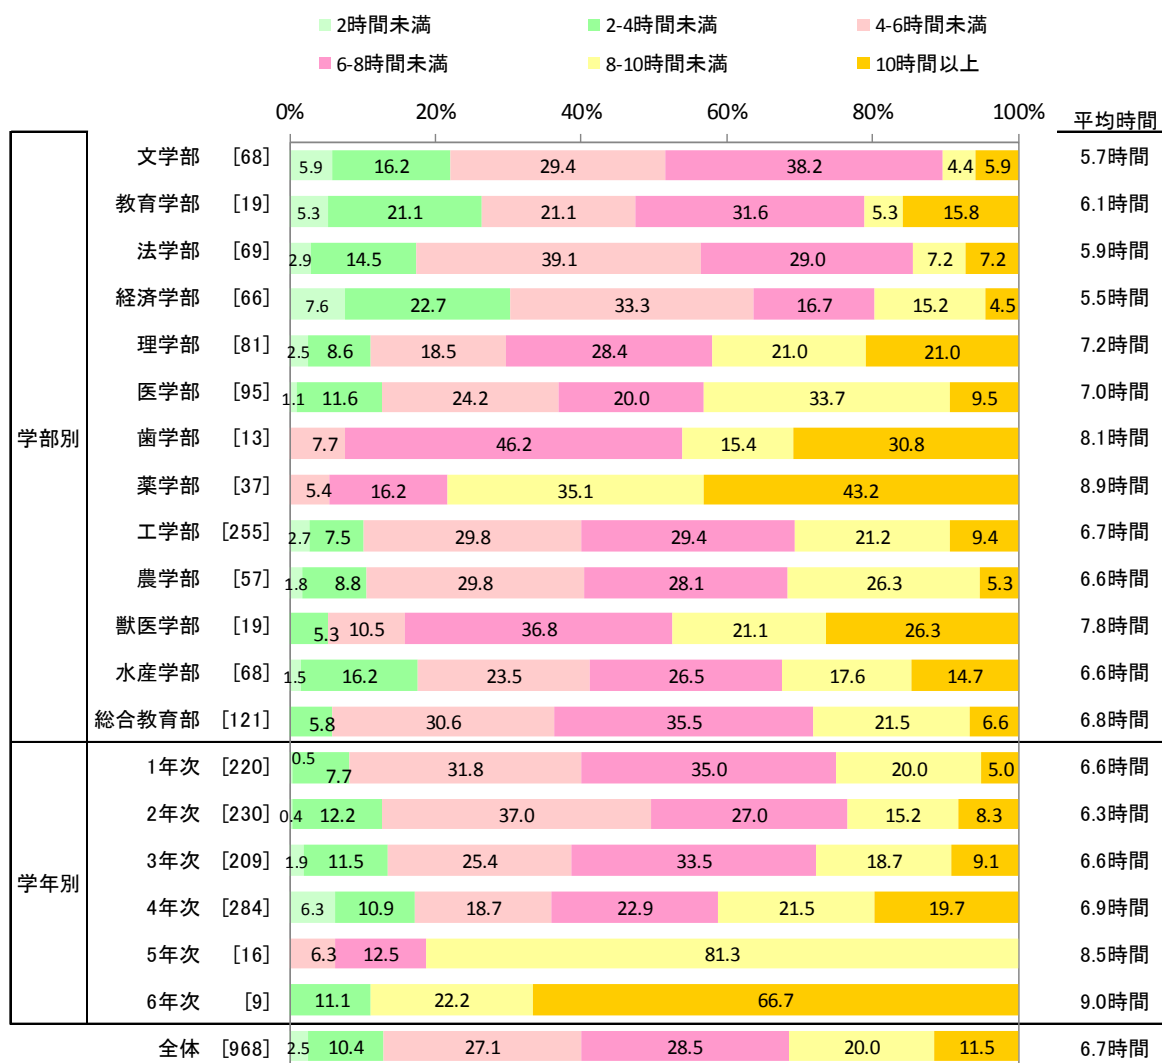 2時間未満 2-4時間未満 4-6時間未満
6-8時間未満 8-10時間未満 10時間以上
0% 20% 40% 60% 80% 100% 平均時間
学部別
文学部 [68] 5.9 16.2 29.4 38.2 4.4 5.9 5.7時間
教育学部 [19] 5.3 21.1 21.1 31.6 5.3 15.8 6.1時間
法学部 [69] 2.9 14.5 39.1 29.0 7.2 7.2 5.9時間
経済学部 [66] 7.6 22.7 33.3 16.7 15.2 4.5 5.5時間
理学部 [81] 2.5 8.6 18.5 28.4 21.0 21.0 7.2時間
医学部 [95] 1.1 11.6 24.2 20.0 33.7 9.5 7.0時間
歯学部 [13] 7.7 46.2 15.4 30.8 8.1時間
薬学部 [37] 5.4 16.2 35.1 43.2 8.9時間
工学部 [255] 2.7 7.5 29.8 29.4 21.2 9.4 6.7時間
農学部 [57] 1.8 8.8 29.8 28.1 26.3 5.3 6.6時間
獣医学部 [19] 5.3 10.5 36.8 21.1 26.3 7.8時間
水産学部 [68] 1.5 16.2 23.5 26.5 17.6 14.7 6.6時間
総合教育部 [121] 5.8 30.6 35.5 21.5 6.6 6.8時間
学年別
1年次 [220] 0.5 7.7 31.8 35.0 20.0 5.0 6.6時間
2年次 [230] 0.4 12.2 37.0 27.0 15.2 8.3 6.3時間
3年次 [209] 1.9 11.5 25.4 33.5 18.7 9.1 6.6時間
4年次 [284] 6.3 10.9 18.7 22.9 21.5 19.7 6.9時間
5年次 [16] 6.3 12.5 81.3 8.5時間
6年次 [9] 11.1 22.2 66.7 9.0時間
全体 [968] 2.5 10.4 27.1 28.5 20.0 11.5 6.7時間